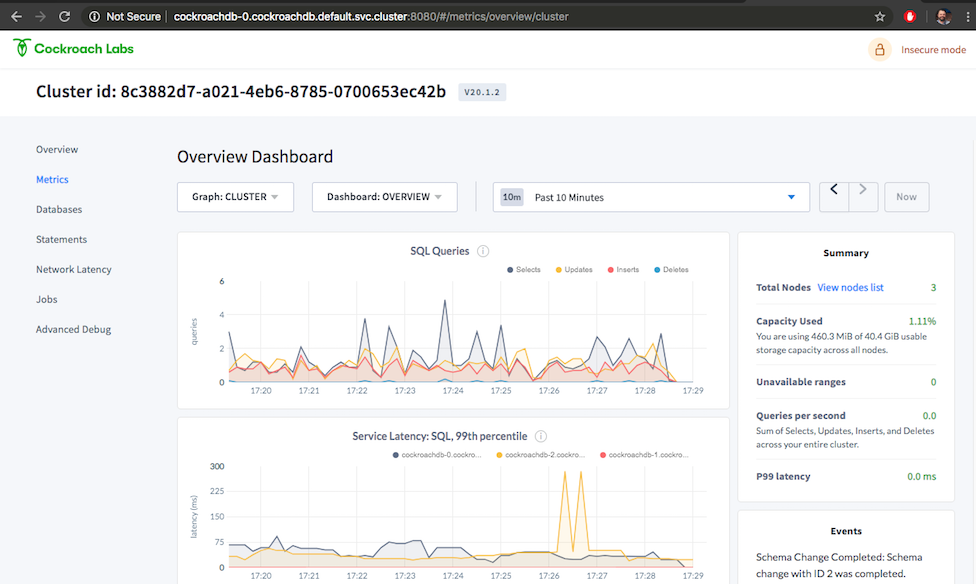 Not Secure | cockroachdb-0.cockroachdb.default.svc.cluster:8080/#/metrics/overview/cluster
Cockroach Labs
Insecure mode
Cluster id: 8c3882d7-a021-4eb6-8785-0700653ec42b V20.1.2
Overview
Metrics
Databases
Statements
Network Latency
Jobs
Advanced Debug
Overview Dashboard
Graph: CLUSTER
Dashboard: OVERVIEW
10m Past 10 Minutes
Now
SQL Queries
Selects Updates Inserts Deletes
queries
6
4
2
0
17:20 17:21 17:22 17:23 17:24 17:25 17:26 17:27 17:28 17:29
Service Latency: SQL, 99th percentile
cockroachdb-0.cockro... cockroachdb-2.cockro... cockroachdb-1.cockro...
latency (ms)
300
225
150
75
0
17:20 17:21 17:22 17:23 17:24 17:25 17:26 17:27 17:28 17:29
Summary
Total Nodes View nodes list 3
Capacity Used 1.11%
You are using 460.3 MiB of 40.4 GiB usable
storage capacity across all nodes.
Unavailable ranges 0
Queries per second 0.0
Sum of Selects, Updates, Inserts, and Deletes
across your entire cluster.
P99 latency 0.0 ms
Events
Schema Change Completed: Schema
change with ID 2 was completed.